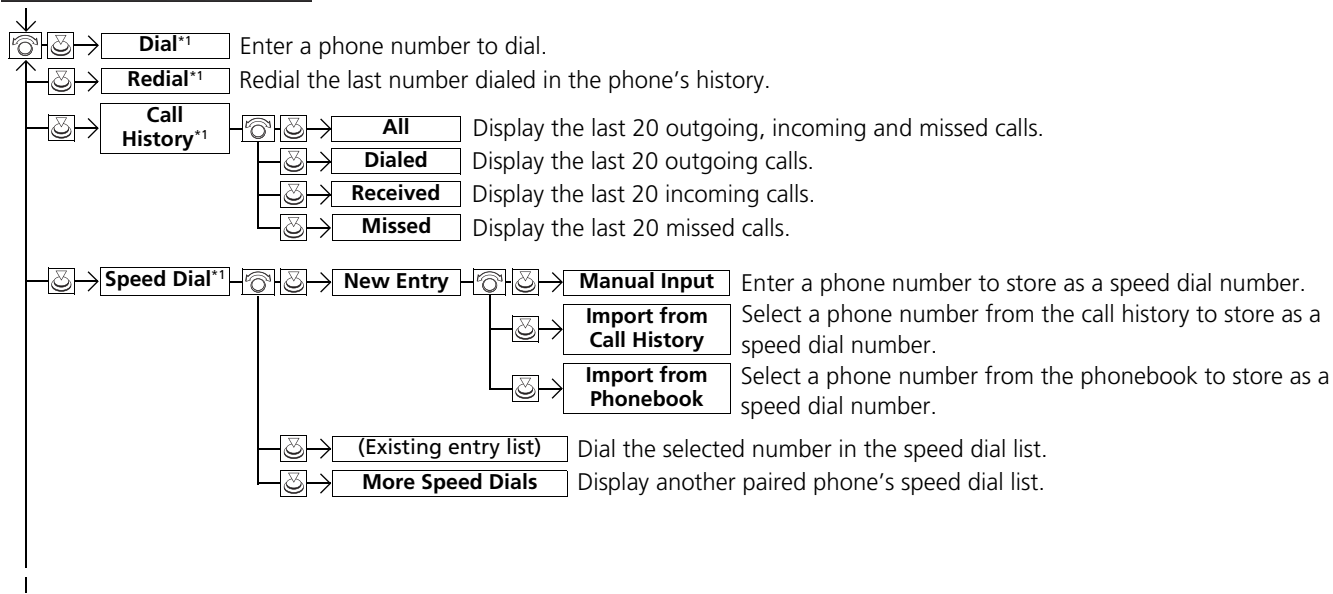 Dial*1 Enter a phone number to dial.
Redial*1 Redial the last number dialed in the phone’s history.
Call
History*1
All Display the last 20 outgoing, incoming and missed calls.
Dialed Display the last 20 outgoing calls.
Received Display the last 20 incoming calls.
Missed Display the last 20 missed calls.
Speed Dial*1 New Entry Manual Input Enter a phone number to store as a speed dial number.
Import from
Call History
Select a phone number from the call history to store as a
speed dial number.
Import from
Phonebook
Select a phone number from the phonebook to store as a
speed dial number.
(Existing entry list) Dial the selected number in the speed dial list.
More Speed Dials Display another paired phone’s speed dial list.